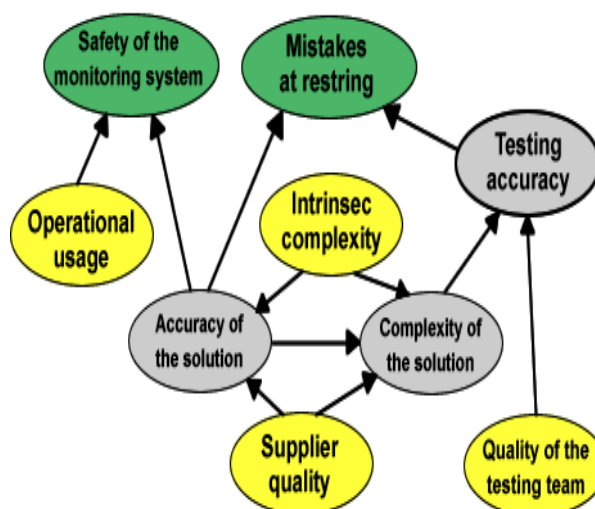 Safety of the
monitoring system
Mistakes
at restring
Testing
accuracy
Operational
usage
Intrinsec
complexity
Accuracy of
the solution
Complexity of
the solution
Supplier
quality
Quality of the
testing team